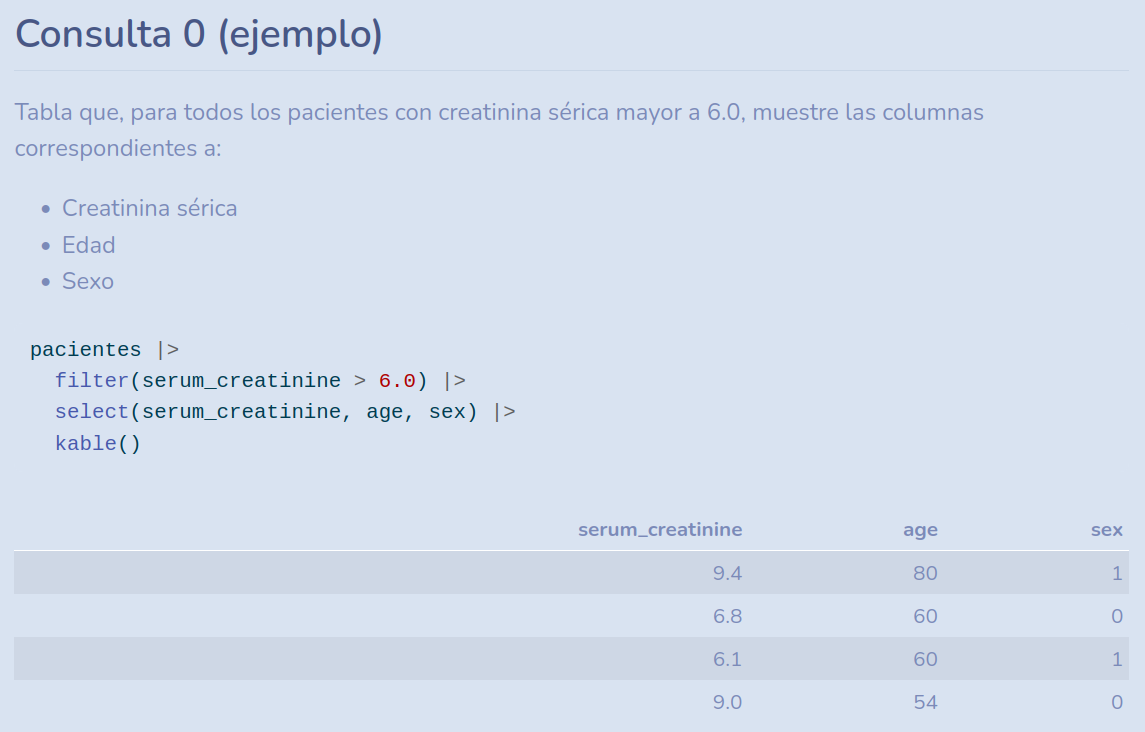 Consulta 0 (ejemplo)
Tabla que, para todos los pacientes con creatinina sérica mayor a 6.0, muestre las columnas
correspondientes a:
• Creatinina sérica
• Edad
• Sexo
pacientes |>
  filter(serum_creatinine > 6.0) |>
  select(serum_creatinine, age, sex) |>
  kable()
serum_creatinine age sex
9.4 80 1
6.8 60 0
6.1 60 1
9.0 54 0